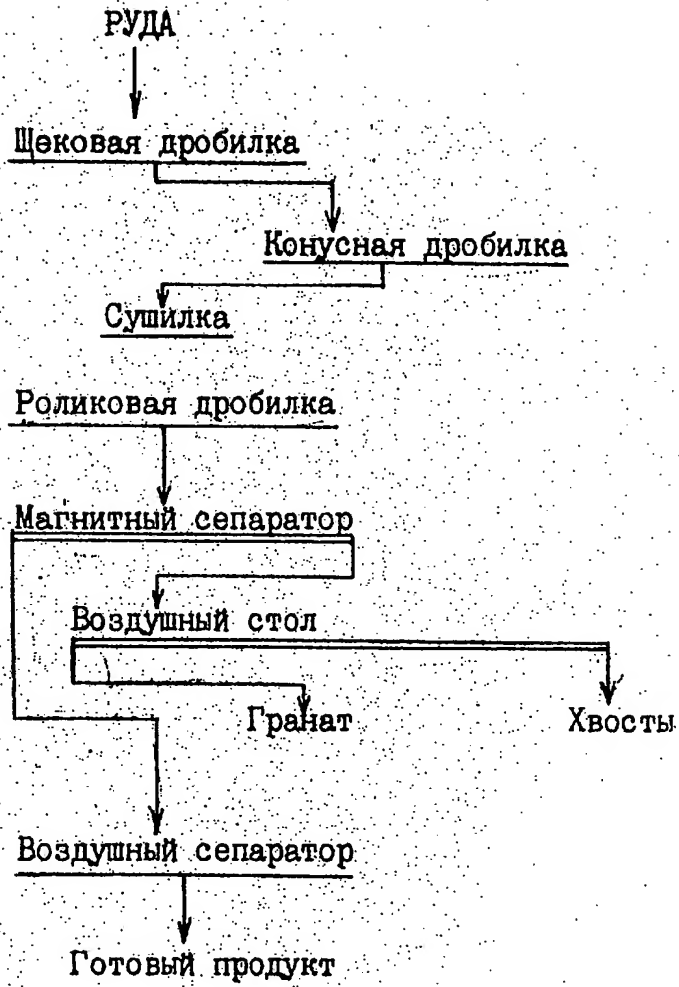 РУДА
Щековая дробилка
Конусная дробилка
Сушилка
Роликовая дробилка
Магнитный сепаратор
Воздушный стол
Гранат
Хвосты
Воздушный сепаратор
Готовый продукт